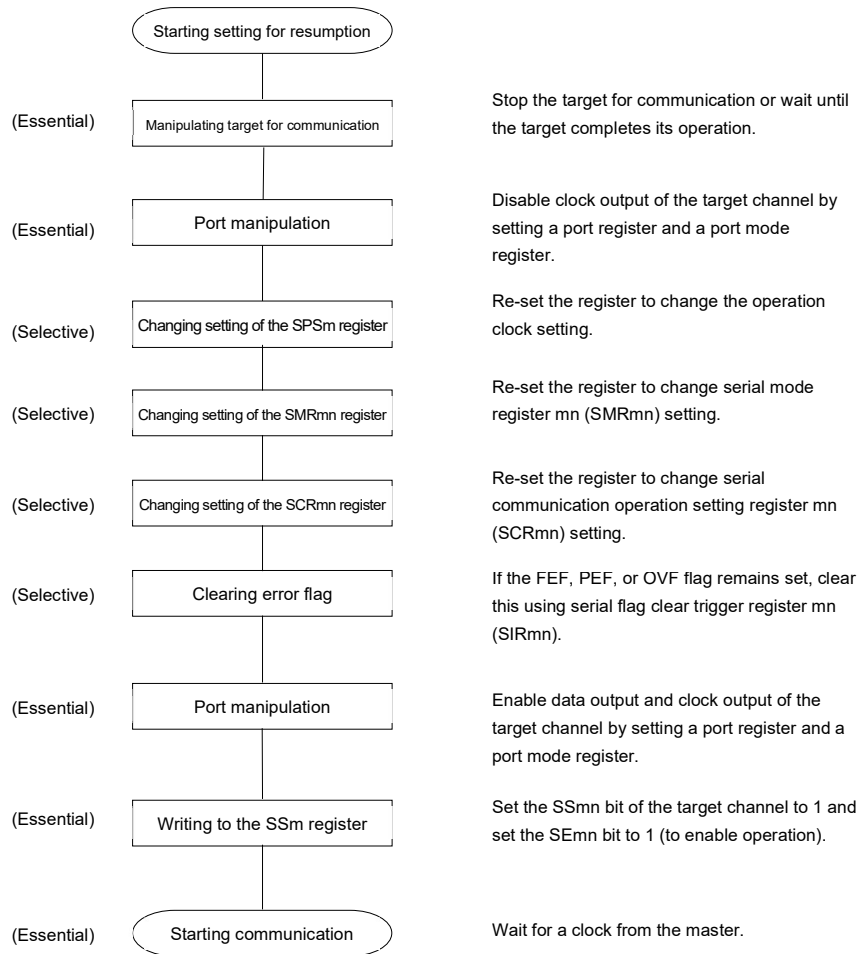 Starting setting for resumption
(Essential)
Manipulating target for communication
Stop the target for communication or wait until
the target completes its operation.
(Essential)
Port manipulation
Disable clock output of the target channel by
setting a port register and a port mode
register.
(Selective)
Changing setting of the SPSm register
Re-set the register to change the operation
clock setting.
(Selective)
Changing setting of the SMRmn register
Re-set the register to change serial mode
register mn (SMRmn) setting.
(Selective)
Changing setting of the SCRmn register
Re-set the register to change serial
communication operation setting register mn
(SCRmn) setting.
(Selective)
Clearing error flag
If the FEF, PEF, or OVF flag remains set, clear
this using serial flag clear trigger register mn
(SIRmn).
(Essential)
Port manipulation
Enable data output and clock output of the
target channel by setting a port register and a
port mode register.
(Essential)
Writing to the SSm register
Set the SSmn bit of the target channel to 1 and
set the SEmn bit to 1 (to enable operation).
(Essential)
Starting communication
Wait for a clock from the master.